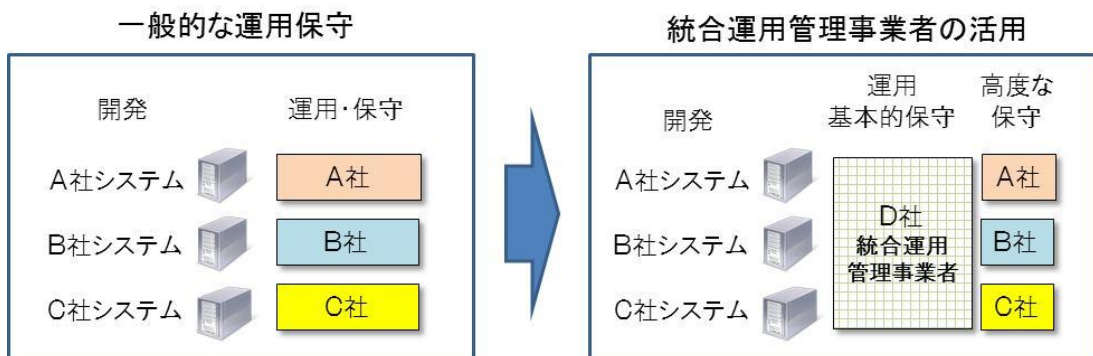 一般的な運用保守
開発
運用・保守
A社システム
A社
B社システム
B社
C社システム
C社
統合運用管理事業者の活用
開発
運用
基本的保守
高度な
保守
A社システム
B社システム
C社システム
D社
統合運用
管理事業者
A社
B社
C社